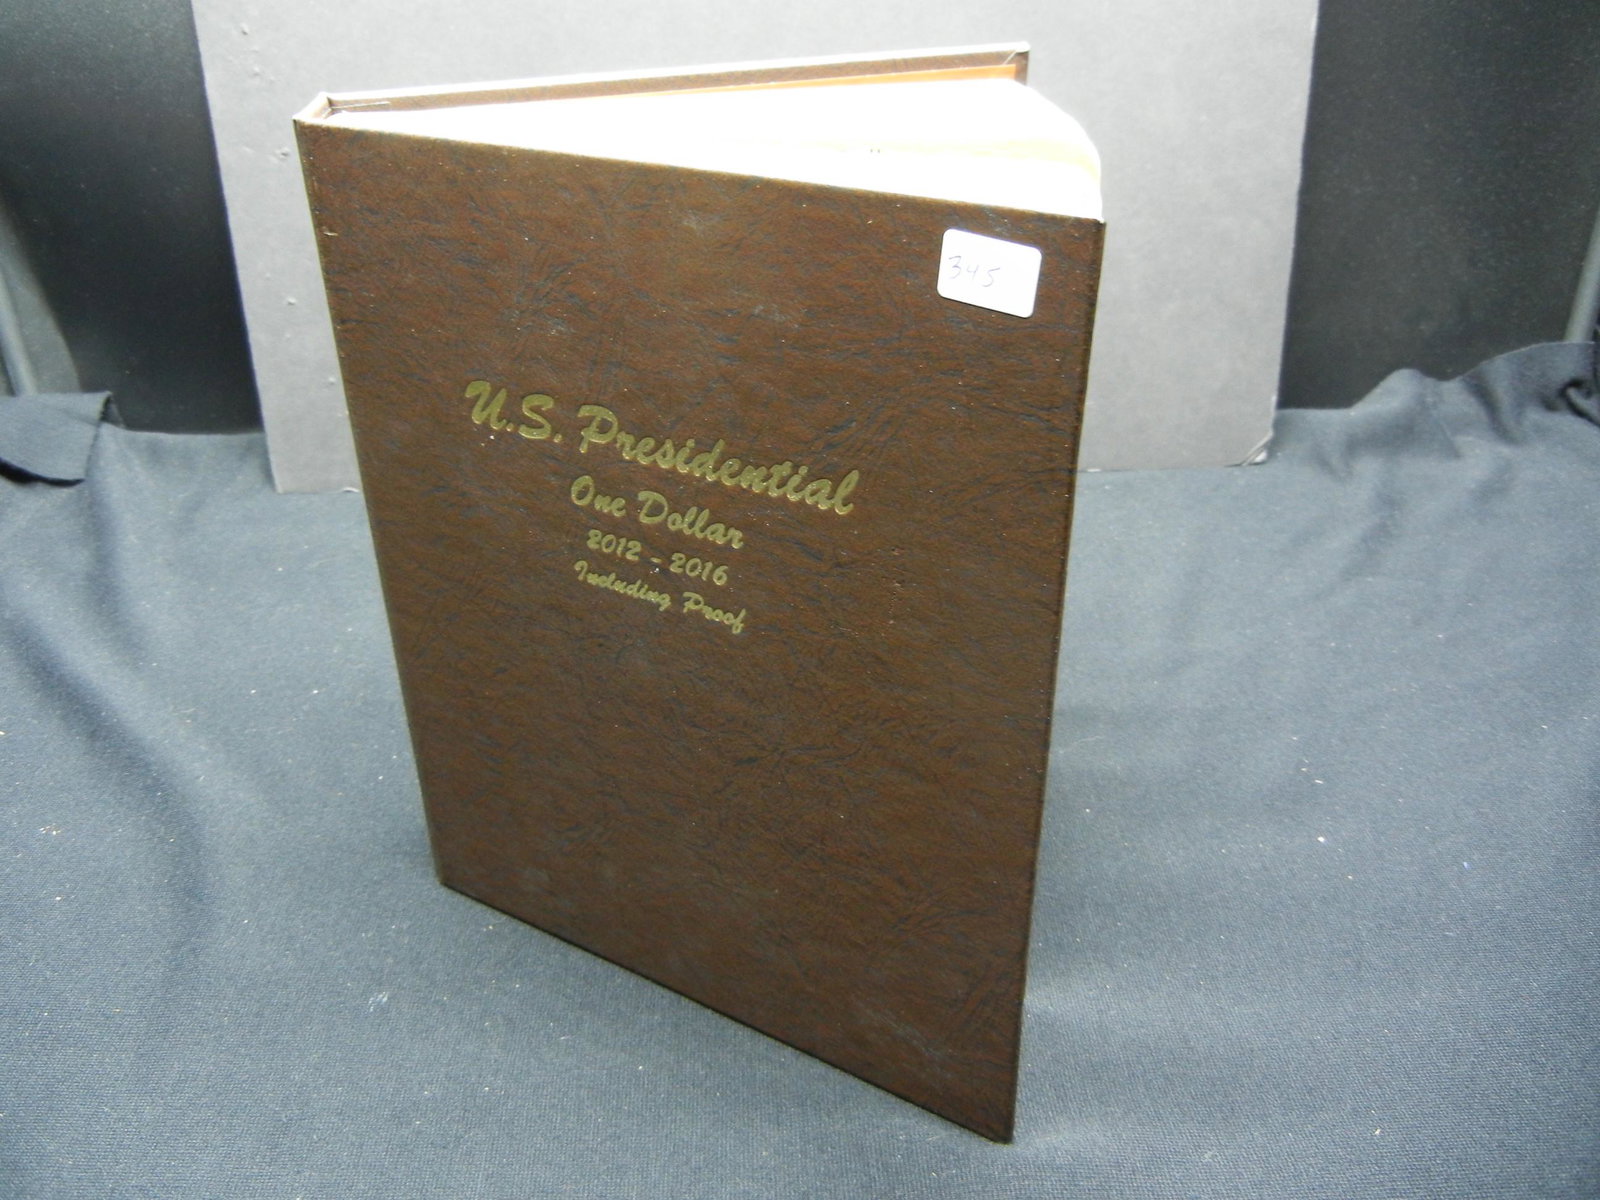 345
U.S. Presidential
One Dollar
2012 - 2016
Including Proof